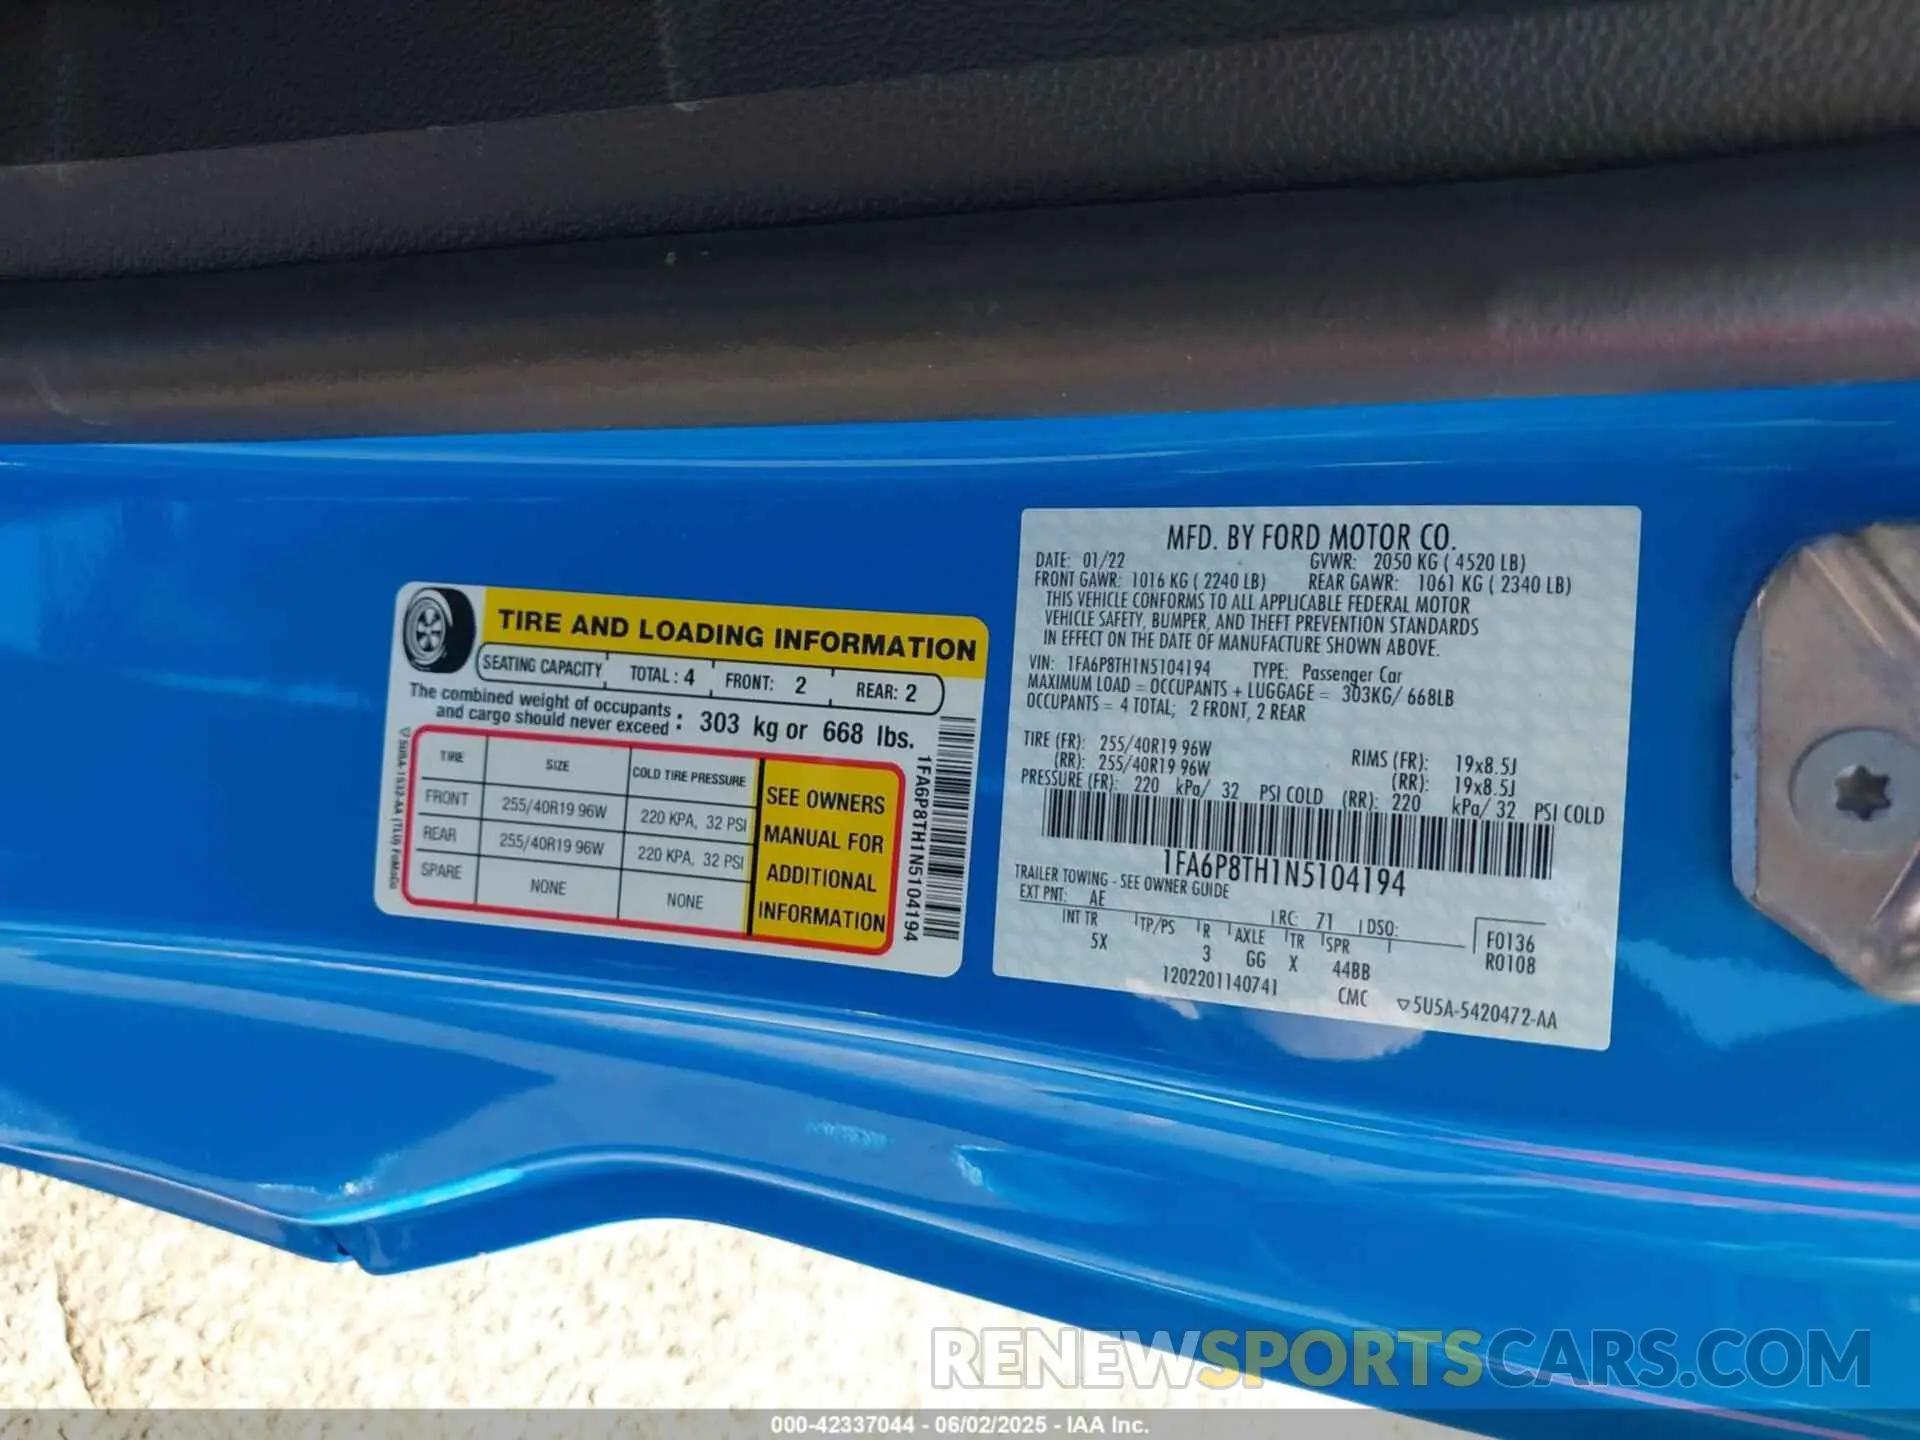 TIRE AND LOADING INFORMATION
SEATING CAPACITY TOTAL : 4 FRONT: 2 REAR: 2
The combined weight of occupants
and cargo should never exceed : 303 kg or 668 lbs.
TIRE SIZE COLD TIRE PRESSURE
FRONT 255/40R19 96W 220 KPA, 32 PSI
REAR 255/40R19 96W 220 KPA, 32 PSI
SPARE NONE NONE
SEE OWNERS
MANUAL FOR
ADDITIONAL
INFORMATION
1FA6P8TH1N5104194
5U5A-1532-AA (TLU) FoMoCo
MFD. BY FORD MOTOR CO.
DATE: 01/22 GVWR: 2050 KG ( 4520 LB)
FRONT GAWR: 1016 KG ( 2240 LB) REAR GAWR: 1061 KG ( 2340 LB)
THIS VEHICLE CONFORMS TO ALL APPLICABLE FEDERAL MOTOR
VEHICLE SAFETY, BUMPER, AND THEFT PREVENTION STANDARDS
IN EFFECT ON THE DATE OF MANUFACTURE SHOWN ABOVE.
VIN: 1FA6P8TH1N5104194 TYPE: Passenger Car
MAXIMUM LOAD = OCCUPANTS + LUGGAGE = 303KG/ 668LB
OCCUPANTS = 4 TOTAL; 2 FRONT, 2 REAR
TIRE (FR): 255/40R19 96W RIMS (FR): 19x8.5J
(RR): 255/40R19 96W (RR): 19x8.5J
PRESSURE (FR): 220 kPa/ 32 PSI COLD (RR): 220 kPa/ 32 PSI COLD
1FA6P8TH1N5104194
TRAILER TOWING - SEE OWNER GUIDE
EXT PNT: AE RC: 71 DSO:
INT TR TP/PS R AXLE TR SPR
5X 3 GG X 44BB
F0136
R0108
1202201140741 CMC 5U5A-5420472-AA
RENEWSPORTSCARS.COM
000-42337044 - 06/02/2025 - IAA Inc.